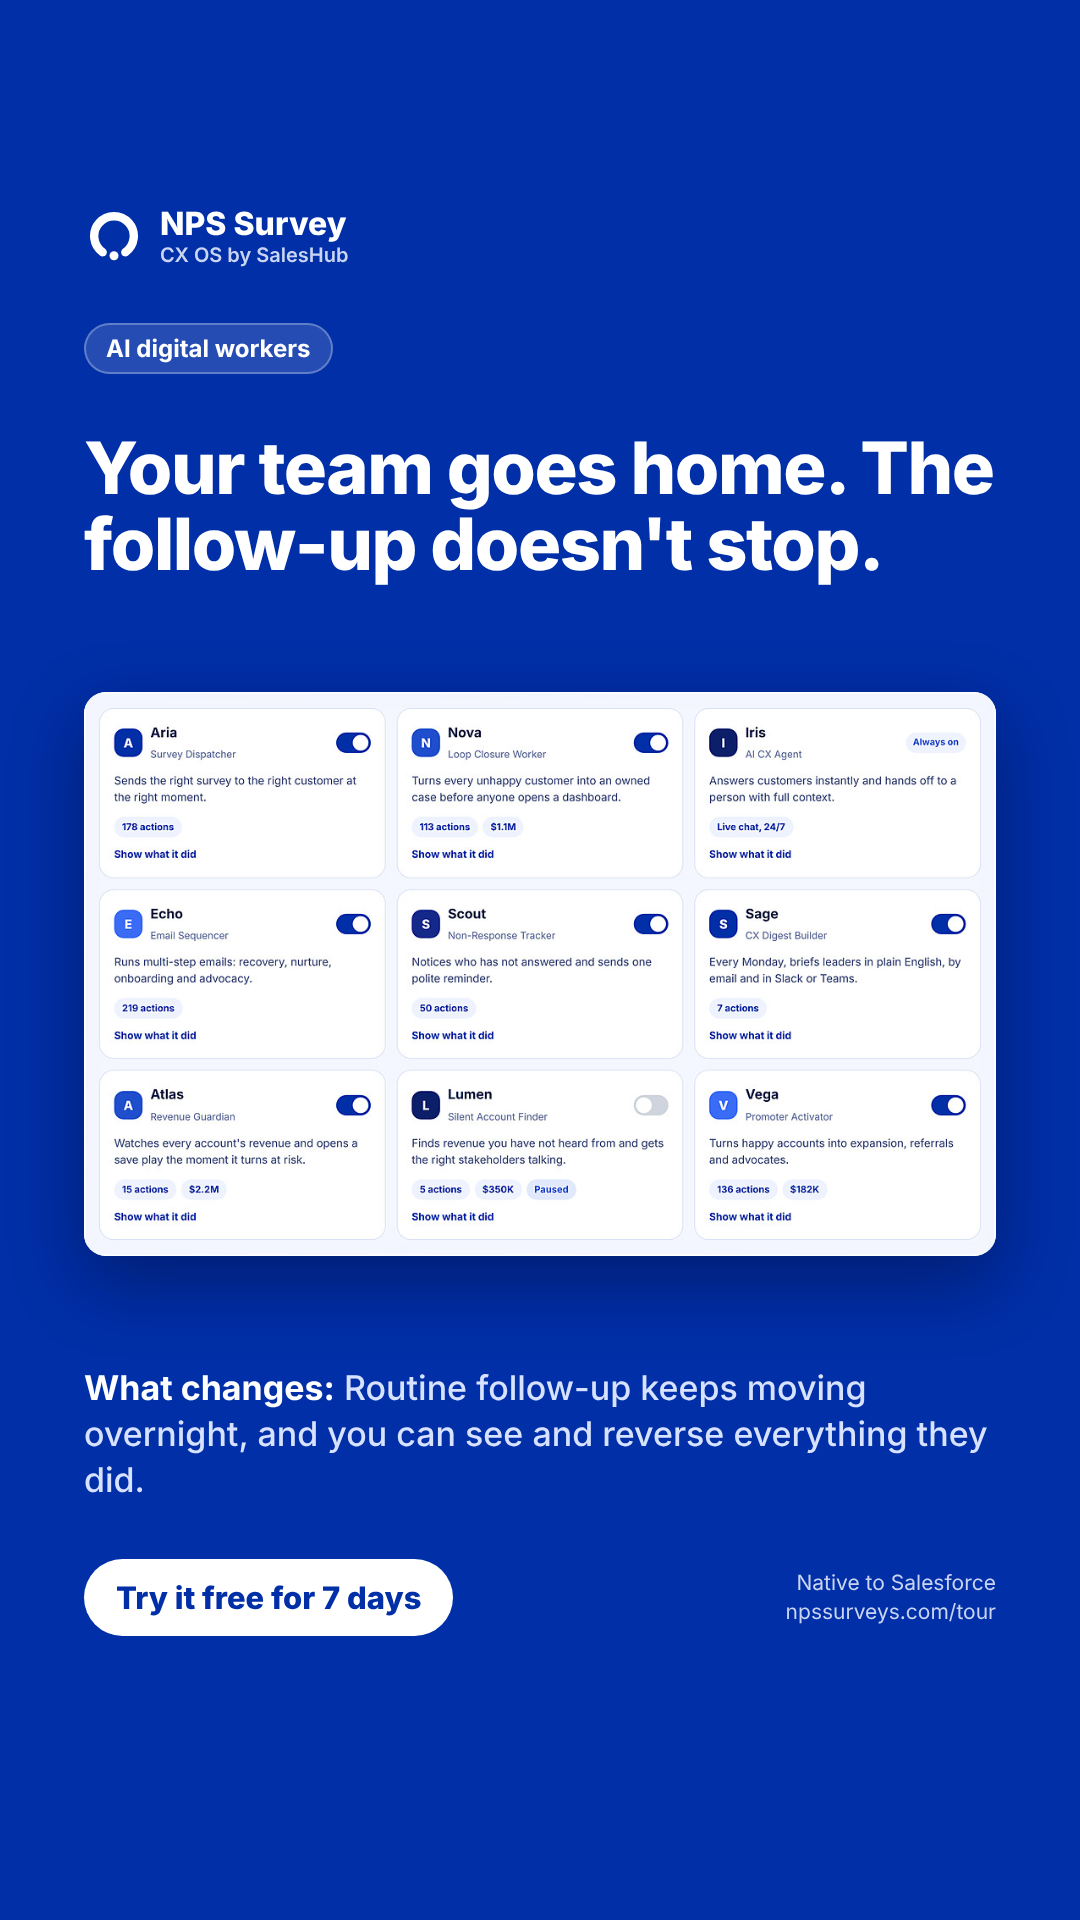 NPS Survey
CX OS by SalesHub
AI digital workers
Your team goes home. The
follow-up doesn't stop.
A
Aria
Survey Dispatcher
Sends the right survey to the right customer at
the right moment.
178 actions
Show what it did
N
Nova
Loop Closure Worker
Turns every unhappy customer into an owned
case before anyone opens a dashboard.
113 actions
$1.1M
Show what it did
I
Iris
AI CX Agent
Always on
Answers customers instantly and hands off to a
person with full context.
Live chat, 24/7
Show what it did
E
Echo
Email Sequencer
Runs multi-step emails: recovery, nurture,
onboarding and advocacy.
219 actions
Show what it did
S
Scout
Non-Response Tracker
Notices who has not answered and sends one
polite reminder.
50 actions
Show what it did
S
Sage
CX Digest Builder
Every Monday, briefs leaders in plain English, by
email and in Slack or Teams.
7 actions
Show what it did
A
Atlas
Revenue Guardian
Watches every account's revenue and opens a
save play the moment it turns at risk.
15 actions
$2.2M
Show what it did
L
Lumen
Silent Account Finder
Finds revenue you have not heard from and gets
the right stakeholders talking.
5 actions
$350K
Paused
Show what it did
V
Vega
Promoter Activator
Turns happy accounts into expansion, referrals
and advocates.
136 actions
$182K
Show what it did
What changes: Routine follow-up keeps moving
overnight, and you can see and reverse everything they
did.
Try it free for 7 days
Native to Salesforce
npssurveys.com/tour